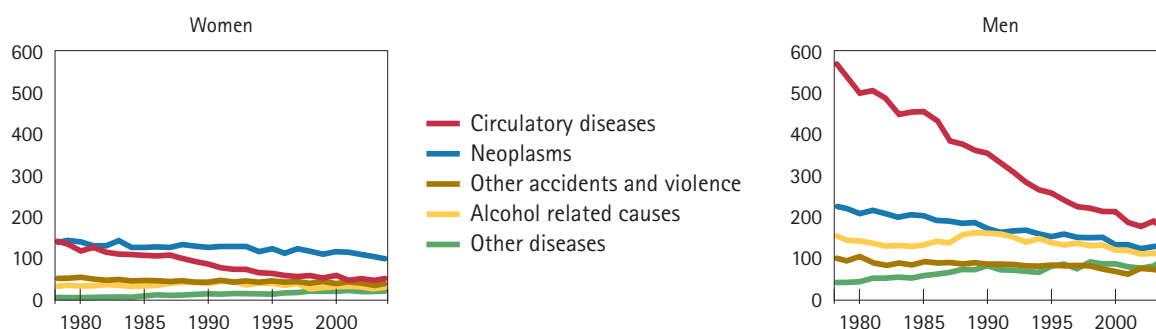 Women
600
500
400
300
200
100
0
1980 1985 1990 1995 2000
Circulatory diseases
Neoplasms
Other accidents and violence
Alcohol related causes
Other diseases
Men
600
500
400
300
200
100
0
1980 1985 1990 1995 2000